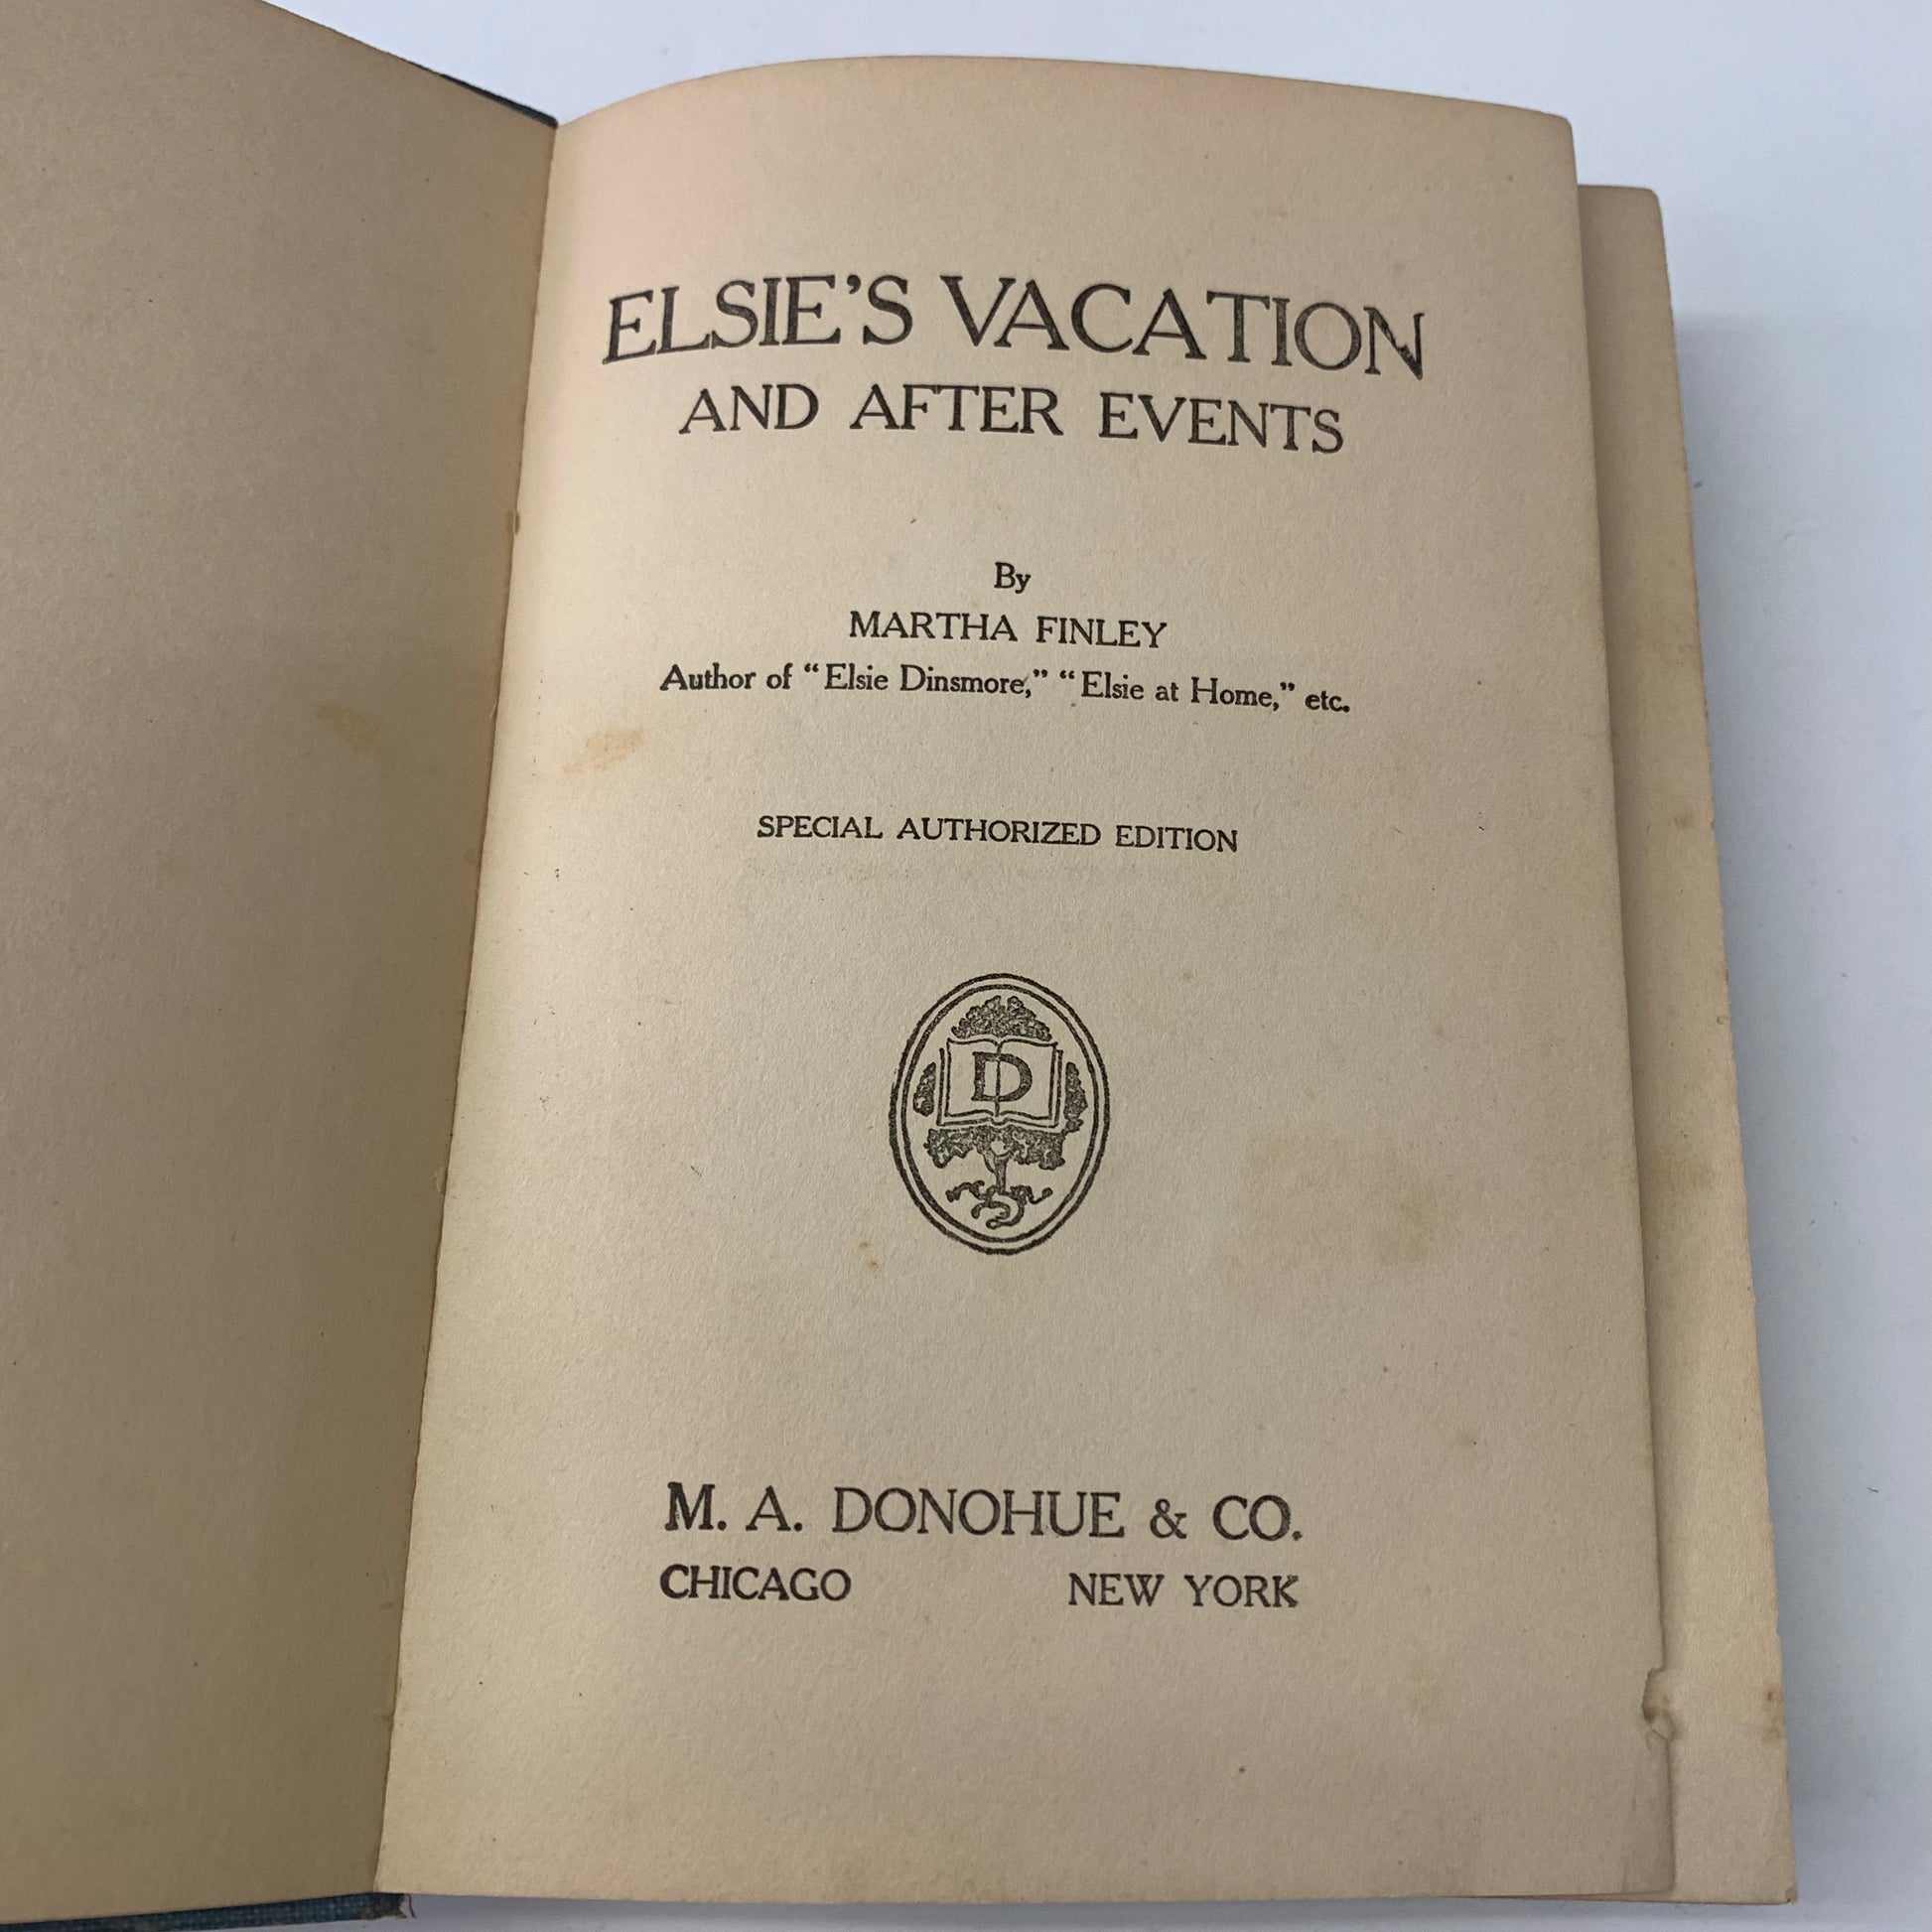 ELSIE'S VACATION
AND AFTER EVENTS
By
MARTHA FINLEY
Author of “Elsie Dinsmore,” “Elsie at Home,” etc.
SPECIAL AUTHORIZED EDITION
D
M. A. DONOHUE & CO.
CHICAGO NEW YORK